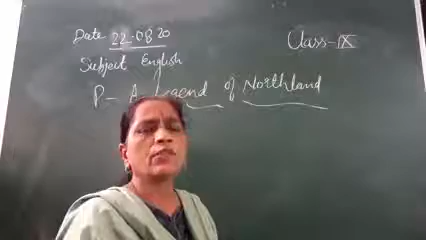 Date 22-08 20
Class-IX
Subject English
P- A Legend of Northland